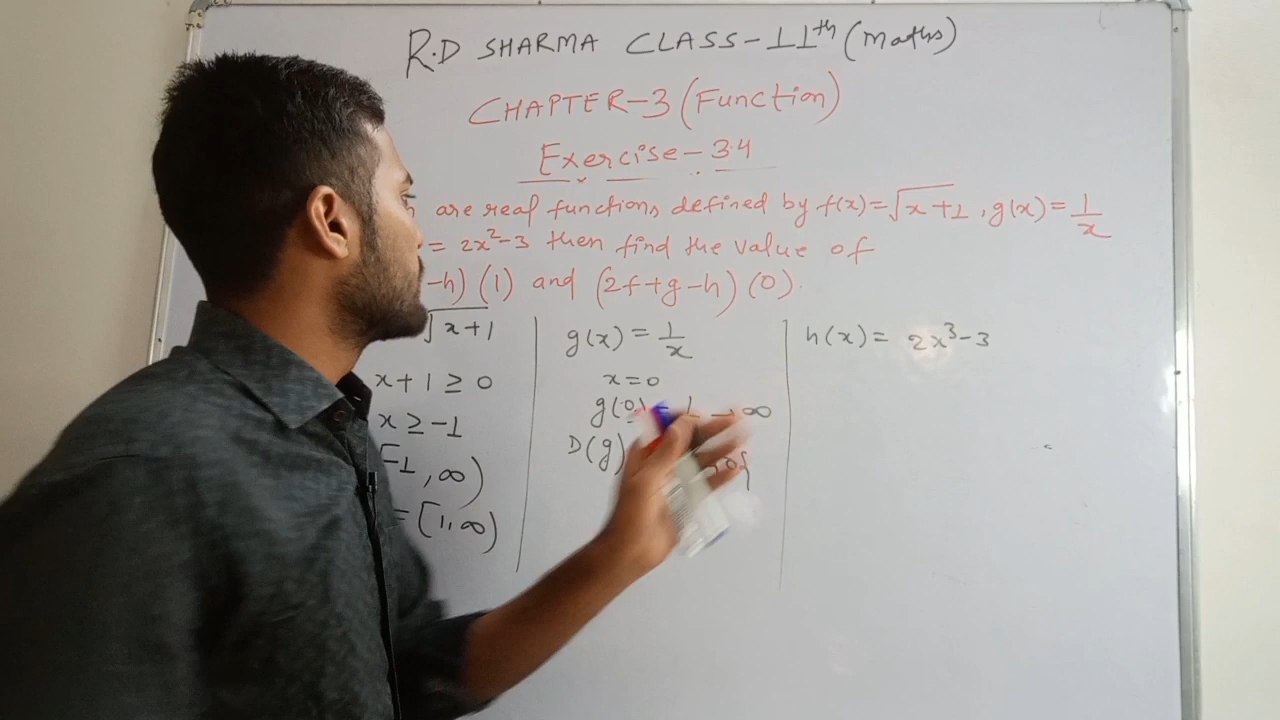 R.D SHARMA CLASS-11th (Maths)
CHAPTER-3 (Function)
Exercise-3.4
are real functions defined by f(x)=√x+1, g(x)=1/x
= 2x²-3 then find the value of
-h) (1) and (2f+g-h) (0).
√x+1
x+1 ≥ 0
x ≥ -1
[-1, ∞)
= [1, ∞)
g(x) = 1/x
x=0
g(0) = 1 → ∞
D(g)
h(x) = 2x³-3